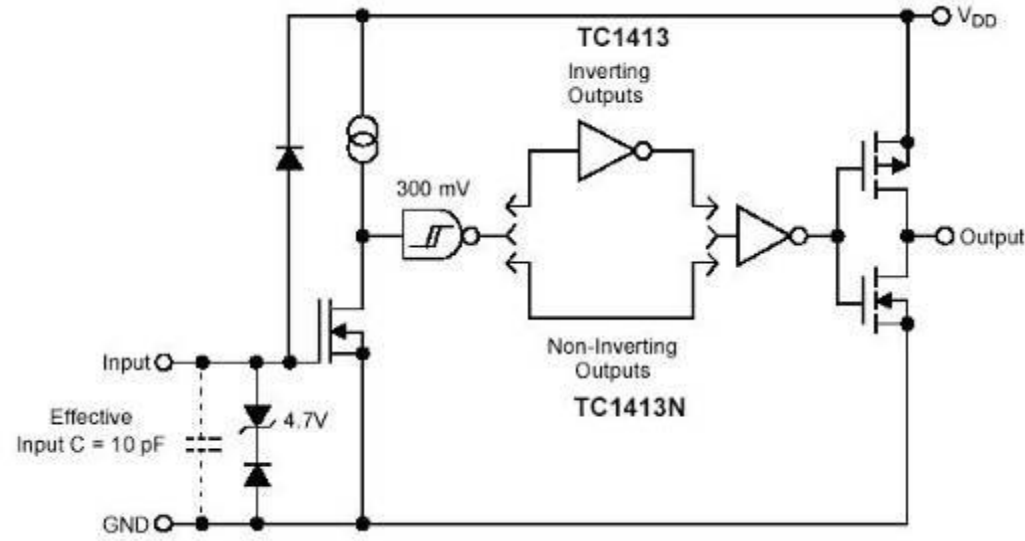 V_DD
TC1413
Inverting
Outputs
300 mV
Output
Input
Non-Inverting
Outputs
TC1413N
4.7V
Effective
Input C = 10 pF
GND